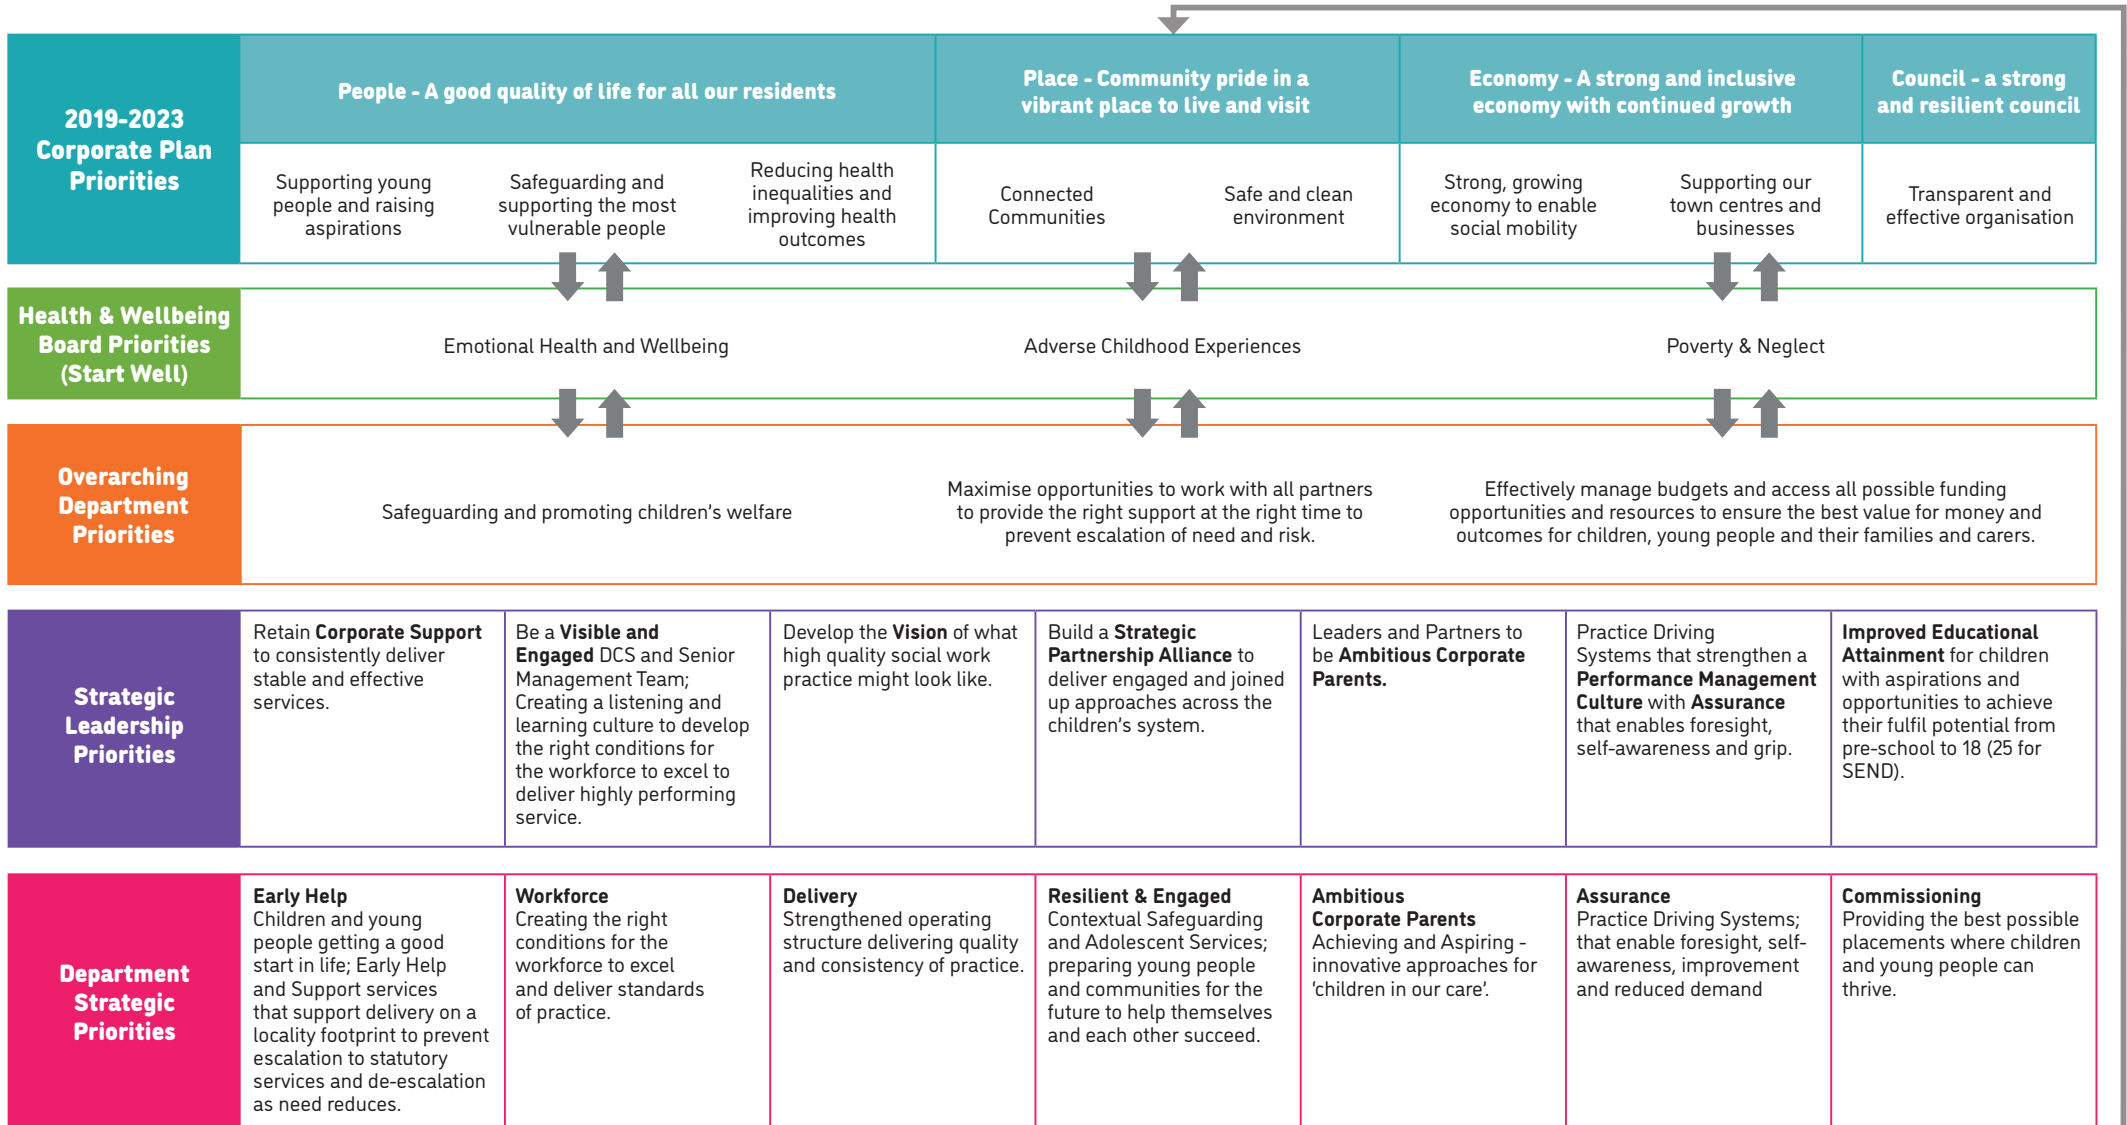 2019-2023
Corporate Plan
Priorities
People - A good quality of life for all our residents
Place - Community pride in a
vibrant place to live and visit
Economy - A strong and inclusive
economy with continued growth
Council - a strong
and resilient council
Supporting young
people and raising
aspirations
Safeguarding and
supporting the most
vulnerable people
Reducing health
inequalities and
improving health
outcomes
Connected
Communities
Safe and clean
environment
Strong, growing
economy to enable
social mobility
Supporting our
town centres and
businesses
Transparent and
effective organisation
Health & Wellbeing
Board Priorities
(Start Well)
Emotional Health and Wellbeing
Adverse Childhood Experiences
Poverty & Neglect
Overarching
Department
Priorities
Safeguarding and promoting children's welfare
Maximise opportunities to work with all partners
to provide the right support at the right time to
prevent escalation of need and risk.
Effectively manage budgets and access all possible funding
opportunities and resources to ensure the best value for money and
outcomes for children, young people and their families and carers.
Strategic
Leadership
Priorities
Retain Corporate Support
to consistently deliver
stable and effective
services.
Be a Visible and
Engaged DCS and Senior
Management Team;
Creating a listening and
learning culture to develop
the right conditions for
the workforce to excel to
deliver highly performing
service.
Develop the Vision of what
high quality social work
practice might look like.
Build a Strategic
Partnership Alliance to
deliver engaged and joined
up approaches across the
children's system.
Leaders and Partners to
be Ambitious Corporate
Parents.
Practice Driving
Systems that strengthen a
Performance Management
Culture with Assurance
that enables foresight,
self-awareness and grip.
Improved Educational
Attainment for children
with aspirations and
opportunities to achieve
their fulfil potential from
pre-school to 18 (25 for
SEND).
Department
Strategic
Priorities
Early Help
Children and young
people getting a good
start in life; Early Help
and Support services
that support delivery on a
locality footprint to prevent
escalation to statutory
services and de-escalation
as need reduces.
Workforce
Creating the right
conditions for the
workforce to excel
and deliver standards
of practice.
Delivery
Strengthened operating
structure delivering quality
and consistency of practice.
Resilient & Engaged
Contextual Safeguarding
and Adolescent Services;
preparing young people
and communities for the
future to help themselves
and each other succeed.
Ambitious
Corporate Parents
Achieving and Aspiring -
innovative approaches for
'children in our care'.
Assurance
Practice Driving Systems;
that enable foresight, self-
awareness, improvement
and reduced demand
Commissioning
Providing the best possible
placements where children
and young people can
thrive.